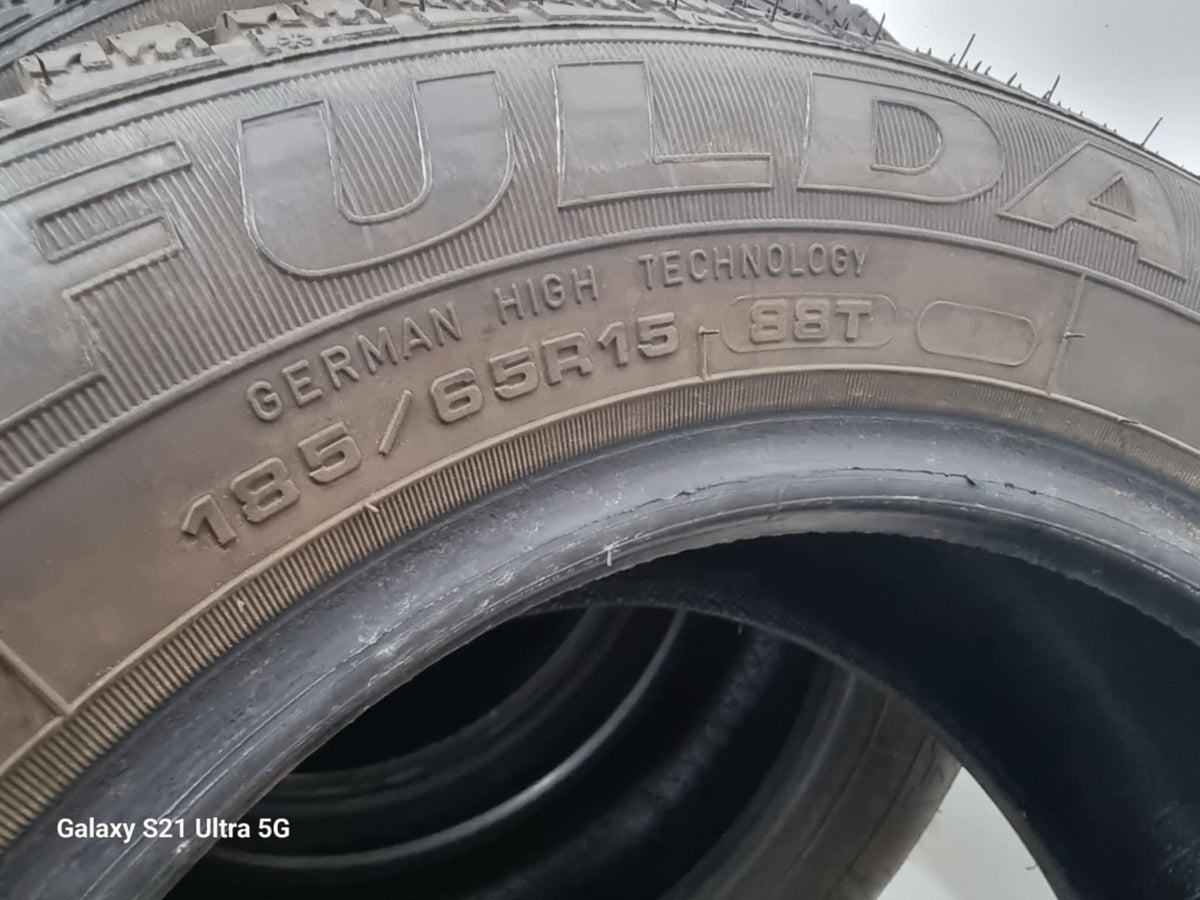 FULDA
GERMAN HIGH TECHNOLOGY
185/65R15 88T
Galaxy S21 Ultra 5G